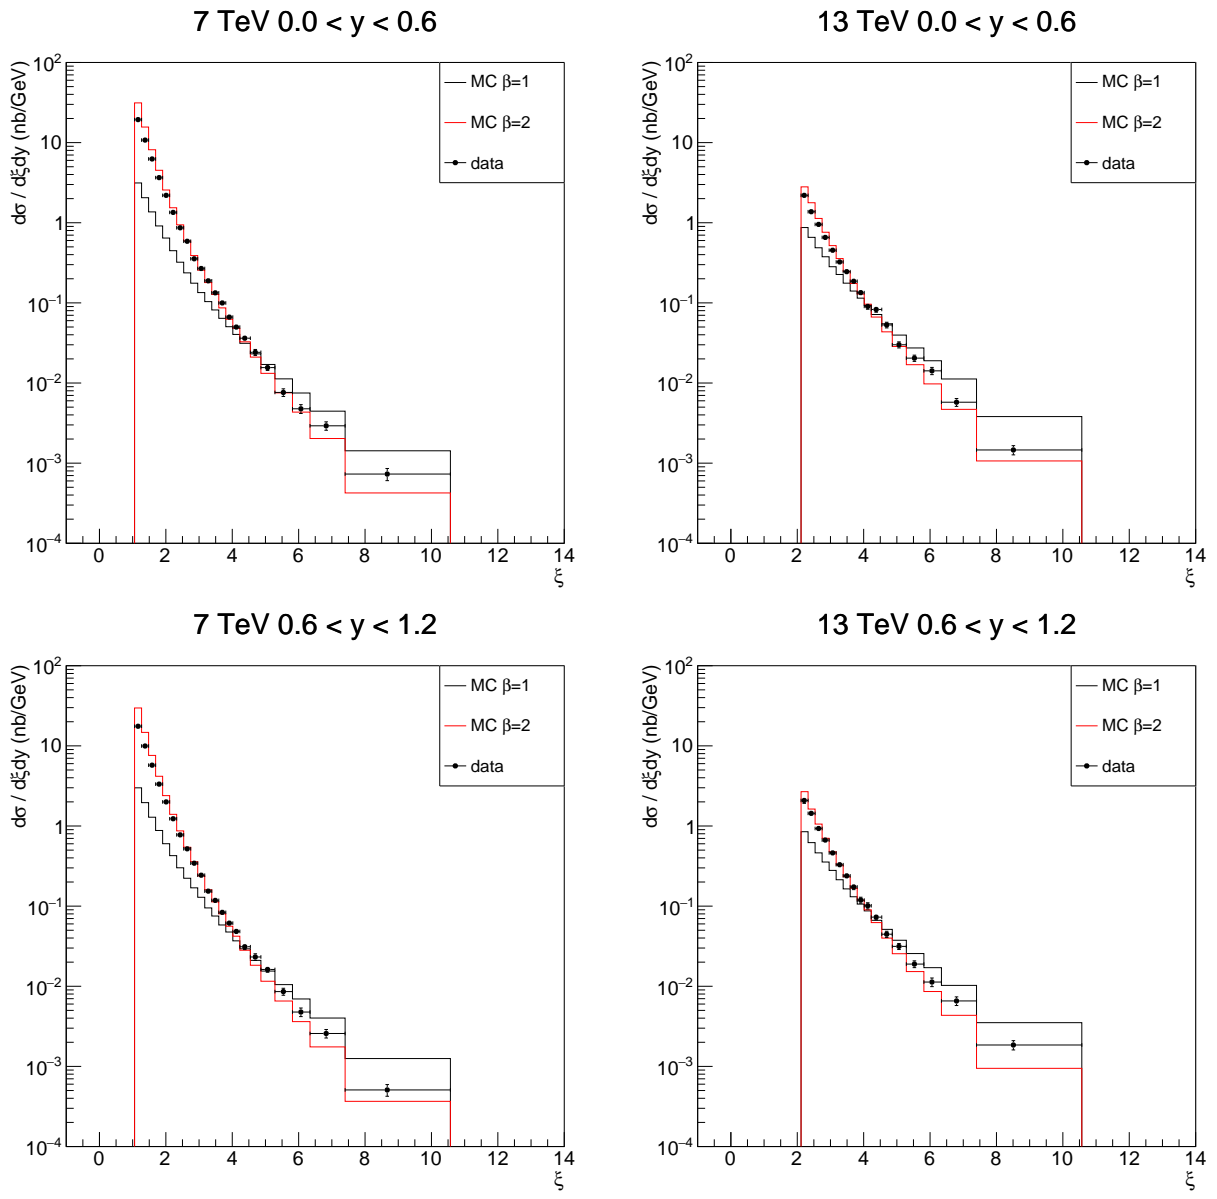 7 TeV 0.0 < y < 0.6
dσ / dξdy (nb/GeV)
10²
10
1
10⁻¹
10⁻²
10⁻³
10⁻⁴
MC β=1
MC β=2
data
0 2 4 6 8 10 12 14
ξ
13 TeV 0.0 < y < 0.6
dσ / dξdy (nb/GeV)
10²
10
1
10⁻¹
10⁻²
10⁻³
10⁻⁴
MC β=1
MC β=2
data
0 2 4 6 8 10 12 14
ξ
7 TeV 0.6 < y < 1.2
dσ / dξdy (nb/GeV)
10²
10
1
10⁻¹
10⁻²
10⁻³
10⁻⁴
MC β=1
MC β=2
data
0 2 4 6 8 10 12 14
ξ
13 TeV 0.6 < y < 1.2
dσ / dξdy (nb/GeV)
10²
10
1
10⁻¹
10⁻²
10⁻³
10⁻⁴
MC β=1
MC β=2
data
0 2 4 6 8 10 12 14
ξ